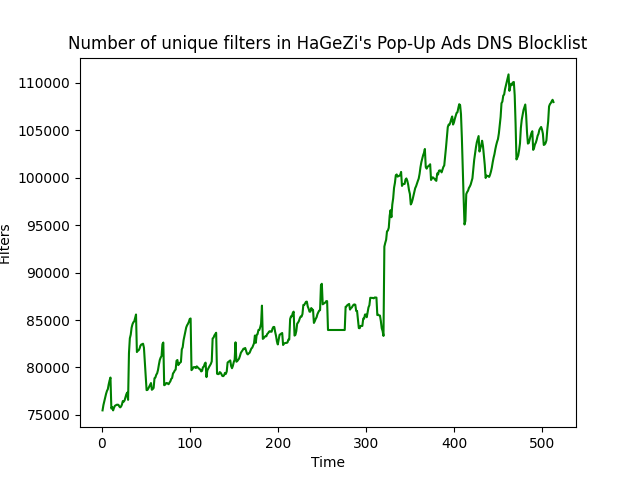 Number of unique filters in HaGeZi's Pop-Up Ads DNS Blocklist
110000
105000
100000
95000
90000
85000
80000
75000
Filters
0 100 200 300 400 500
Time